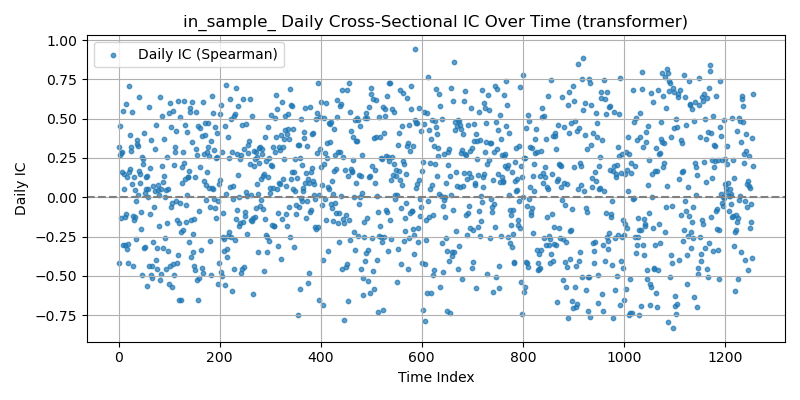 in_sample_ Daily Cross-Sectional IC Over Time (transformer)
Daily IC (Spearman)
1.00
0.75
0.50
0.25
0.00
−0.25
−0.50
−0.75
Daily IC
0 200 400 600 800 1000 1200
Time Index